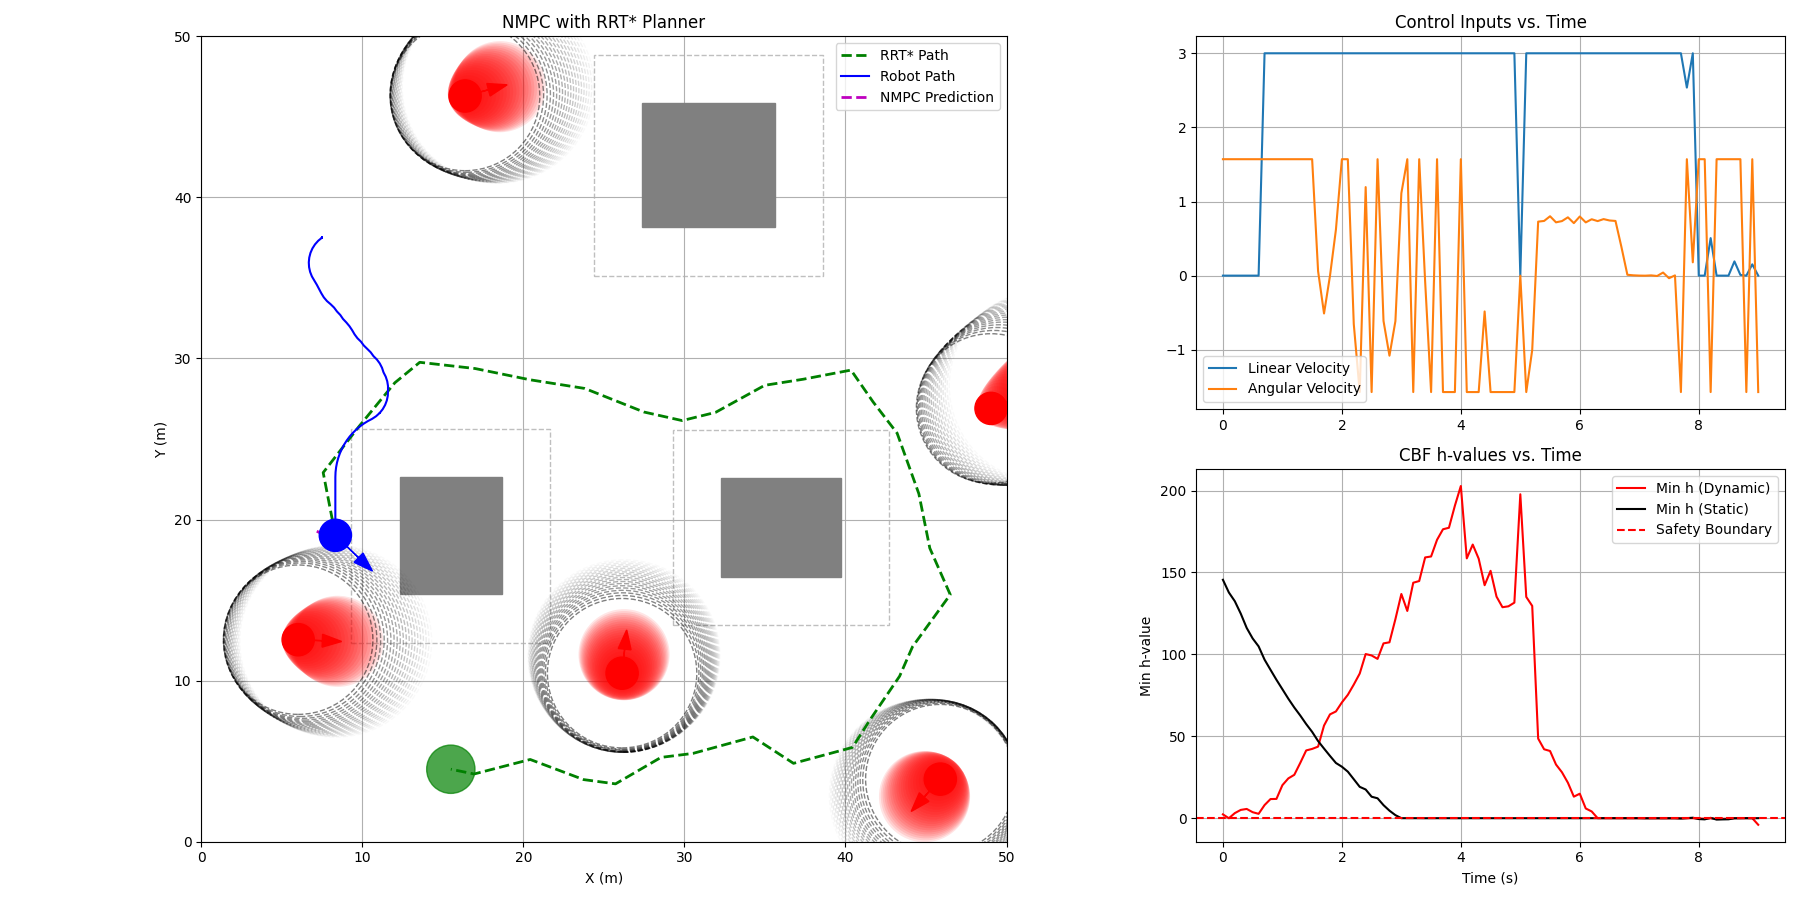 NMPC with RRT* Planner
50
40
30
20
10
0
Y (m)
0 10 20 30 40 50
X (m)
RRT* Path
Robot Path
NMPC Prediction
Control Inputs vs. Time
3
2
1
0
−1
Linear Velocity
Angular Velocity
0 2 4 6 8
CBF h-values vs. Time
200
150
100
50
0
Min h-value
Min h (Dynamic)
Min h (Static)
Safety Boundary
0 2 4 6 8
Time (s)